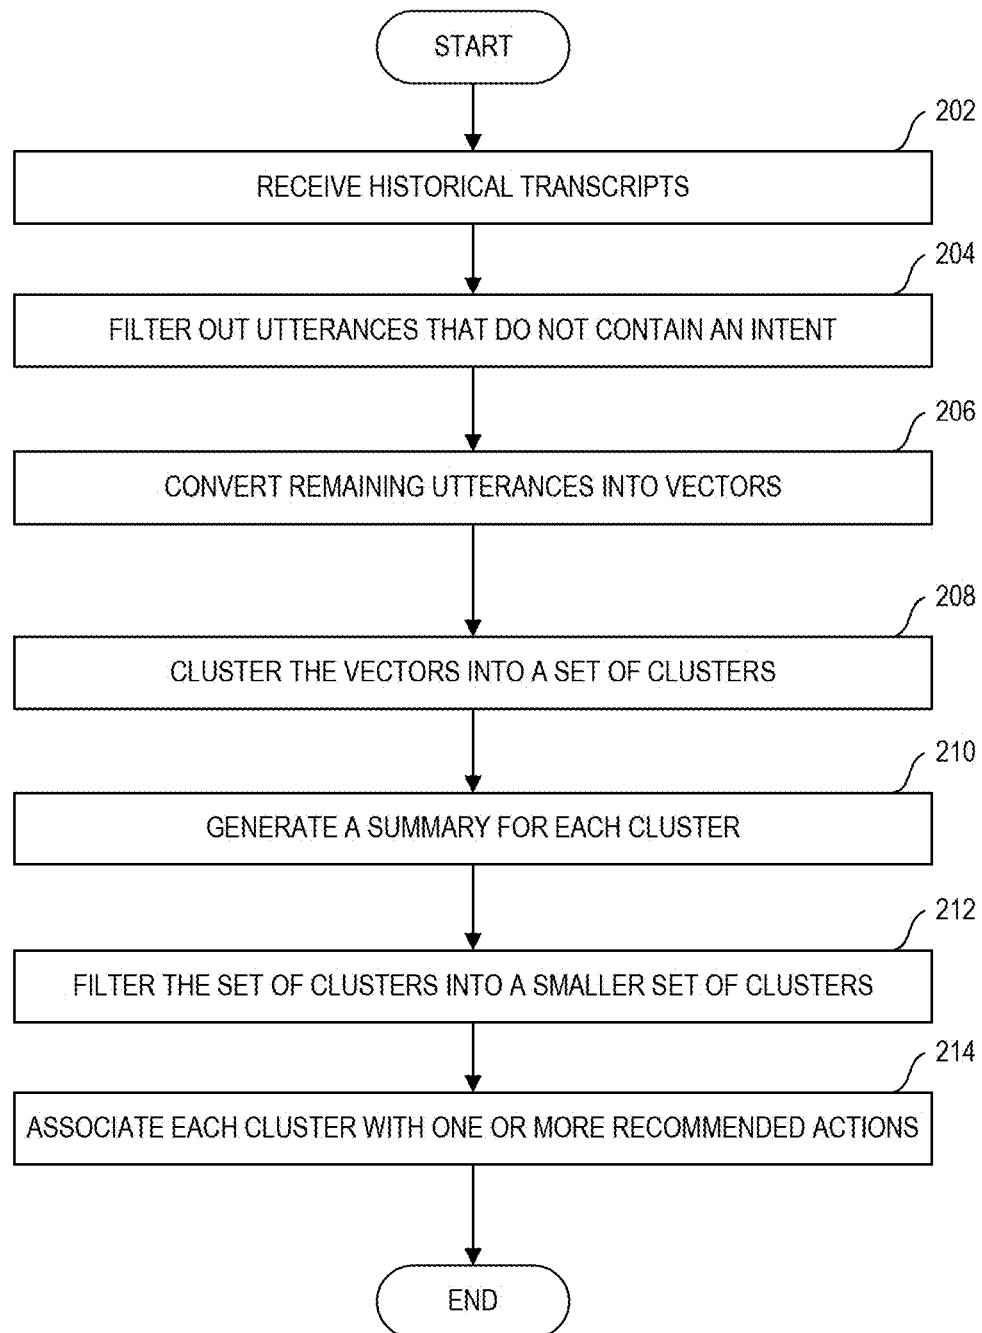 START
202
RECEIVE HISTORICAL TRANSCRIPTS
204
FILTER OUT UTTERANCES THAT DO NOT CONTAIN AN INTENT
206
CONVERT REMAINING UTTERANCES INTO VECTORS
208
CLUSTER THE VECTORS INTO A SET OF CLUSTERS
210
GENERATE A SUMMARY FOR EACH CLUSTER
212
FILTER THE SET OF CLUSTERS INTO A SMALLER SET OF CLUSTERS
214
ASSOCIATE EACH CLUSTER WITH ONE OR MORE RECOMMENDED ACTIONS
END